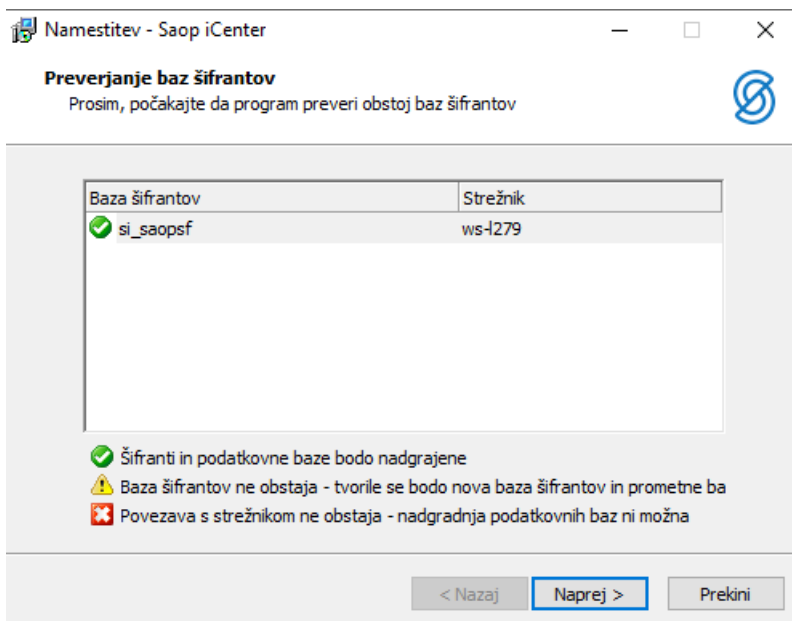 Namestitev - Saop iCenter
Preverjanje baz šifrantov
Prosim, počakajte da program preveri obstoj baz šifrantov
Baza šifrantov Strežnik
si_saopsf ws-l279
Šifranti in podatkovne baze bodo nadgrajene
Baza šifrantov ne obstaja - tvorile se bodo nova baza šifrantov in prometne ba
Povezava s strežnikom ne obstaja - nadgradnja podatkovnih baz ni možna
< Nazaj Naprej > Prekini